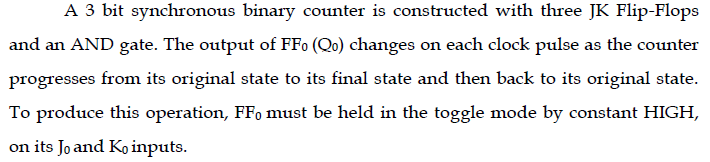 A 3 bit synchronous binary counter is constructed with three JK Flip-Flops
and an AND gate. The output of FF₀ (Q₀) changes on each clock pulse as the counter
progresses from its original state to its final state and then back to its original state.
To produce this operation, FF₀ must be held in the toggle mode by constant HIGH,
on its J₀ and K₀ inputs.